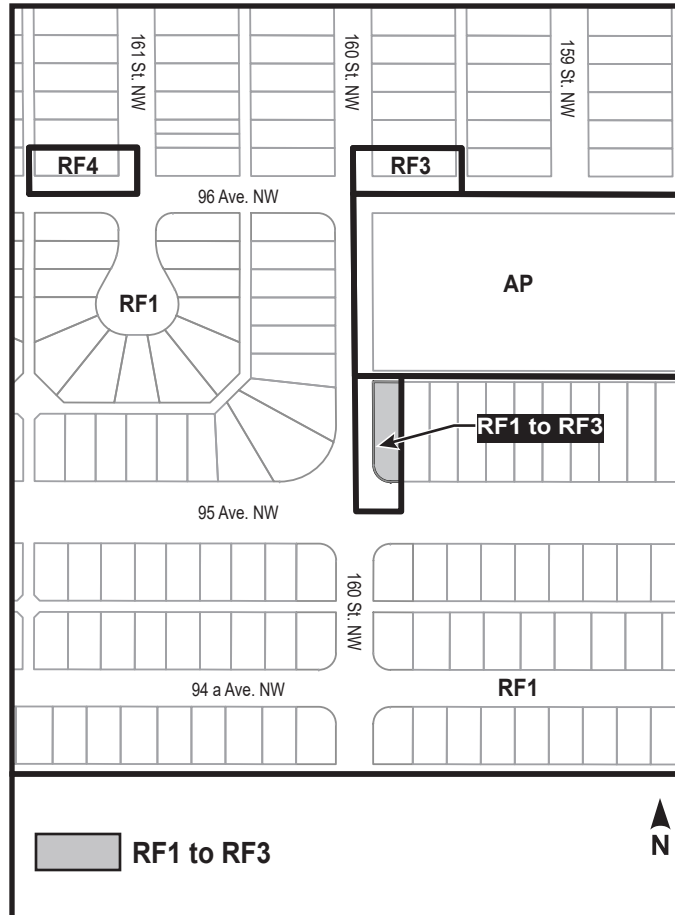 161 St. NW
160 St. NW
159 St. NW
RF4
RF3
96 Ave. NW
RF1
AP
RF1 to RF3
95 Ave. NW
160 St. NW
94 a Ave. NW
RF1
RF1 to RF3
N